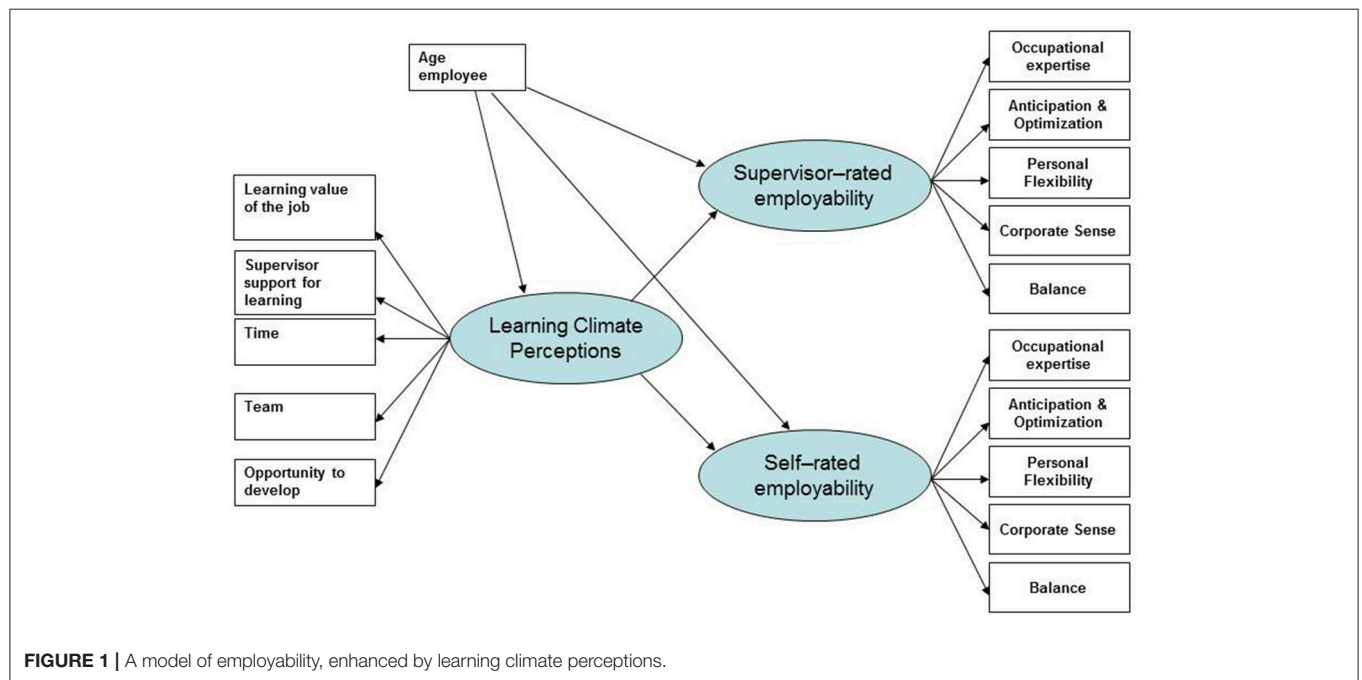 Age
employee
Learning value
of the job
Supervisor
support for
learning
Time
Team
Opportunity to
develop
Learning Climate
Perceptions
Supervisor–rated
employability
Self–rated
employability
Occupational
expertise
Anticipation &
Optimization
Personal
Flexibility
Corporate Sense
Balance
Occupational
expertise
Anticipation &
Optimization
Personal
Flexibility
Corporate Sense
Balance
FIGURE 1 | A model of employability, enhanced by learning climate perceptions.